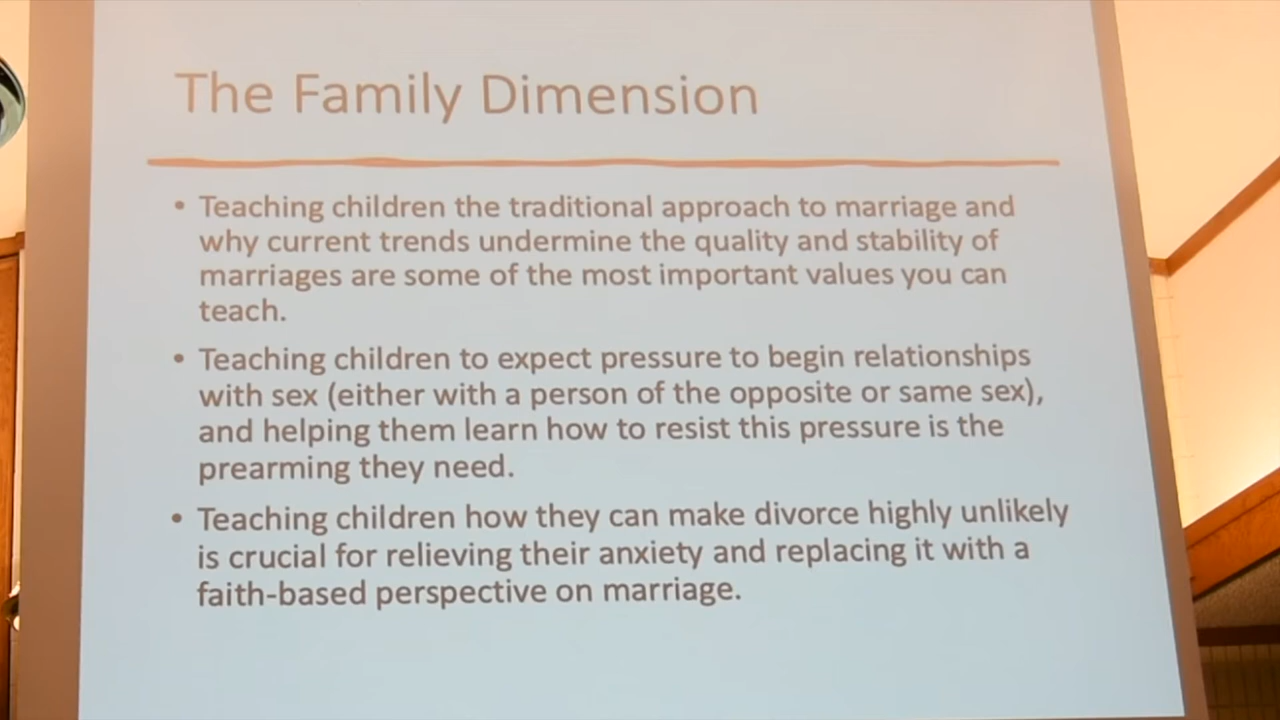 The Family Dimension
• Teaching children the traditional approach to marriage and
why current trends undermine the quality and stability of
marriages are some of the most important values you can
teach.
• Teaching children to expect pressure to begin relationships
with sex (either with a person of the opposite or same sex),
and helping them learn how to resist this pressure is the
prearming they need.
• Teaching children how they can make divorce highly unlikely
is crucial for relieving their anxiety and replacing it with a
faith-based perspective on marriage.